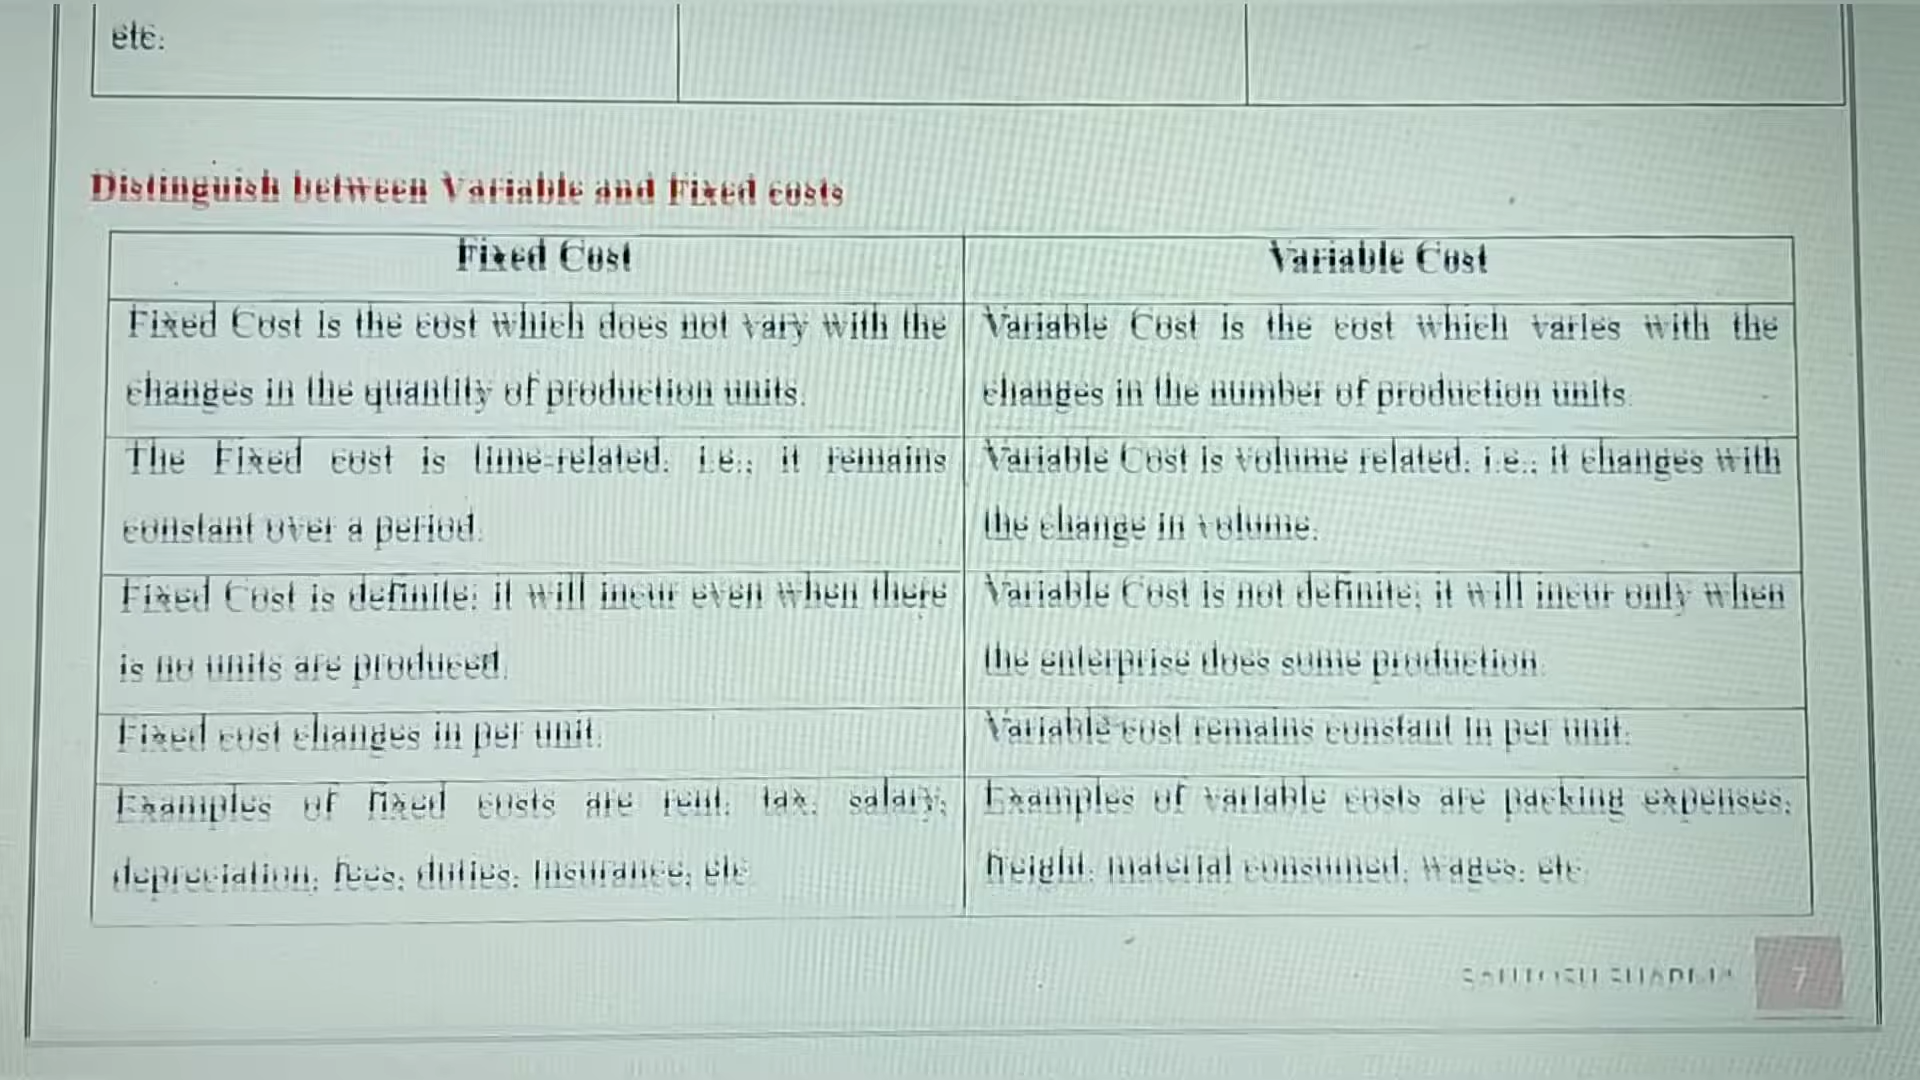 etc.
Distinguish between Variable and Fixed costs
Fixed Cost
Variable Cost
Fixed Cost is the cost which does not vary with the
changes in the quantity of production units.
Variable Cost is the cost which varies with the
changes in the number of production units.
The Fixed cost is time-related, i.e., it remains
constant over a period.
Variable Cost is volume related, i.e., it changes with
the change in volume.
Fixed Cost is definite; it will incur even when there
is no units are produced.
Variable Cost is not definite; it will incur only when
the enterprise does some production.
Fixed cost changes in per unit.
Variable cost remains constant in per unit.
Examples of fixed costs are rent, tax, salary,
depreciation, fees, duties, insurance, etc.
Examples of variable costs are packing expenses,
freight, material consumed, wages, etc.
7